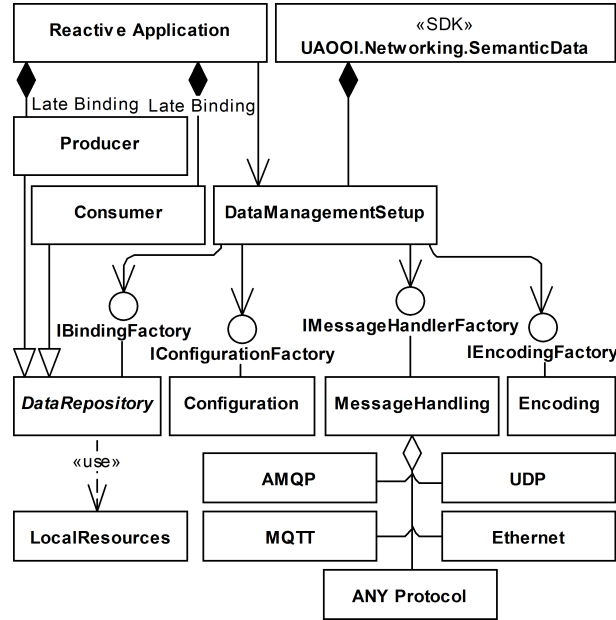 Reactive Application
«SDK»
UAOOI.Networking.SemanticData
Late Binding
Late Binding
Producer
Consumer
DataManagementSetup
IBindingFactory
IMessageHandlerFactory
IConfigurationFactory
IEncodingFactory
DataRepository
Configuration
MessageHandling
Encoding
«use»
AMQP
UDP
LocalResources
MQTT
Ethernet
ANY Protocol